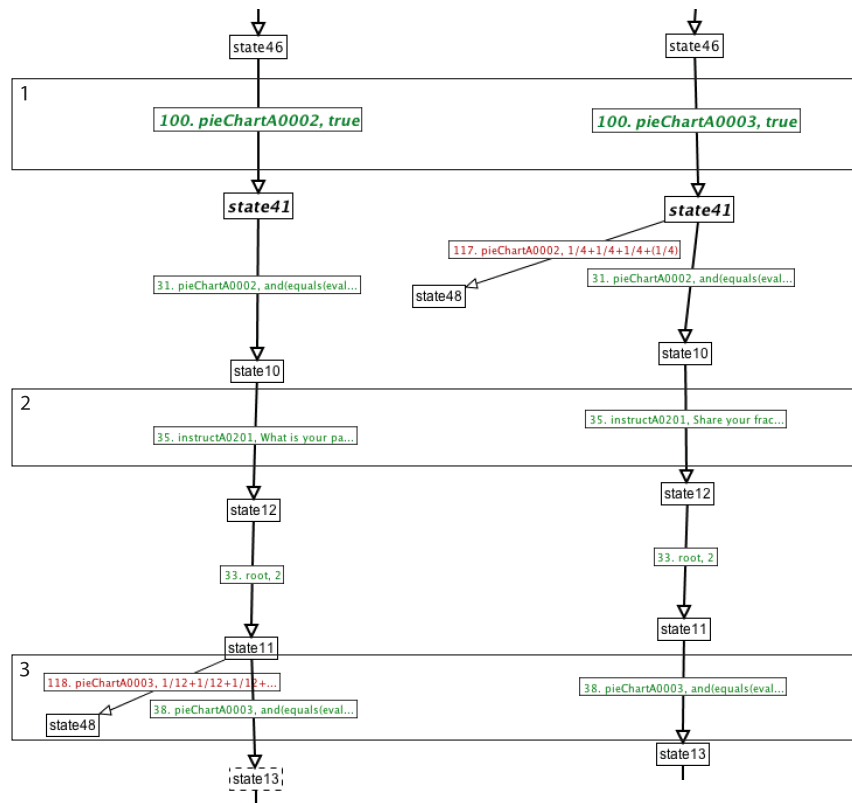 state46
state46
1
100. pieChartA0002, true
100. pieChartA0003, true
state41
state41
117. pieChartA0002, 1/4+1/4+1/4+(1/4)
31. pieChartA0002, and(equals(eval...
31. pieChartA0002, and(equals(eval...
state48
state10
state10
2
35. instructA0201, What is your pa...
35. instructA0201, Share your frac...
state12
state12
33. root, 2
33. root, 2
state11
state11
3
118. pieChartA0003, 1/12+1/12+1/12+...
38. pieChartA0003, and(equals(eval...
38. pieChartA0003, and(equals(eval...
state48
state13
state13